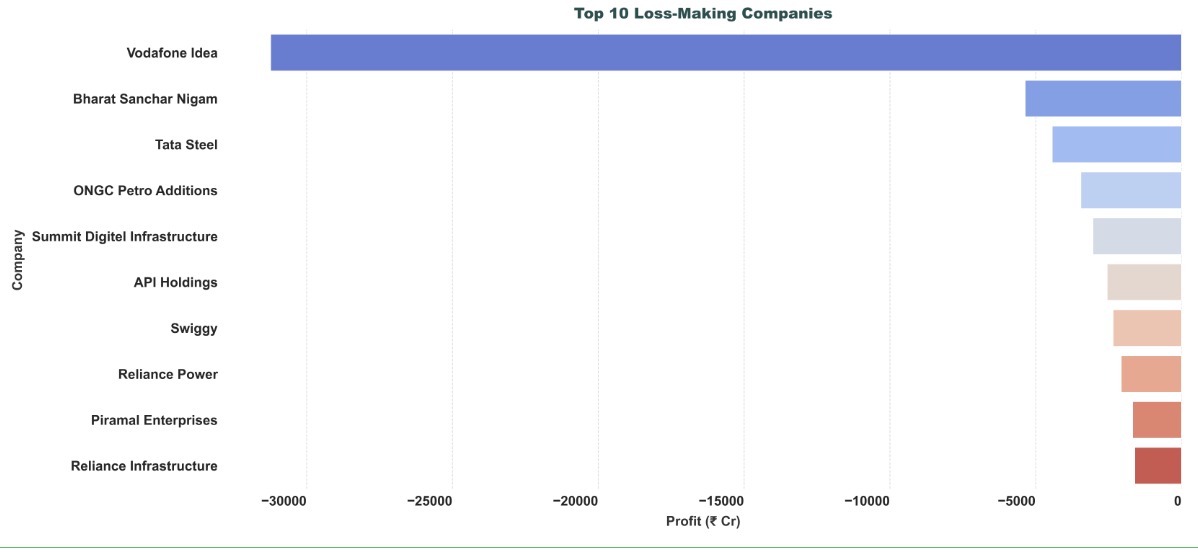 Top 10 Loss-Making Companies
Vodafone Idea
Bharat Sanchar Nigam
Tata Steel
ONGC Petro Additions
Summit Digitel Infrastructure
API Holdings
Swiggy
Reliance Power
Piramal Enterprises
Reliance Infrastructure
Company
−30000 −25000 −20000 −15000 −10000 −5000 0
Profit (₹ Cr)